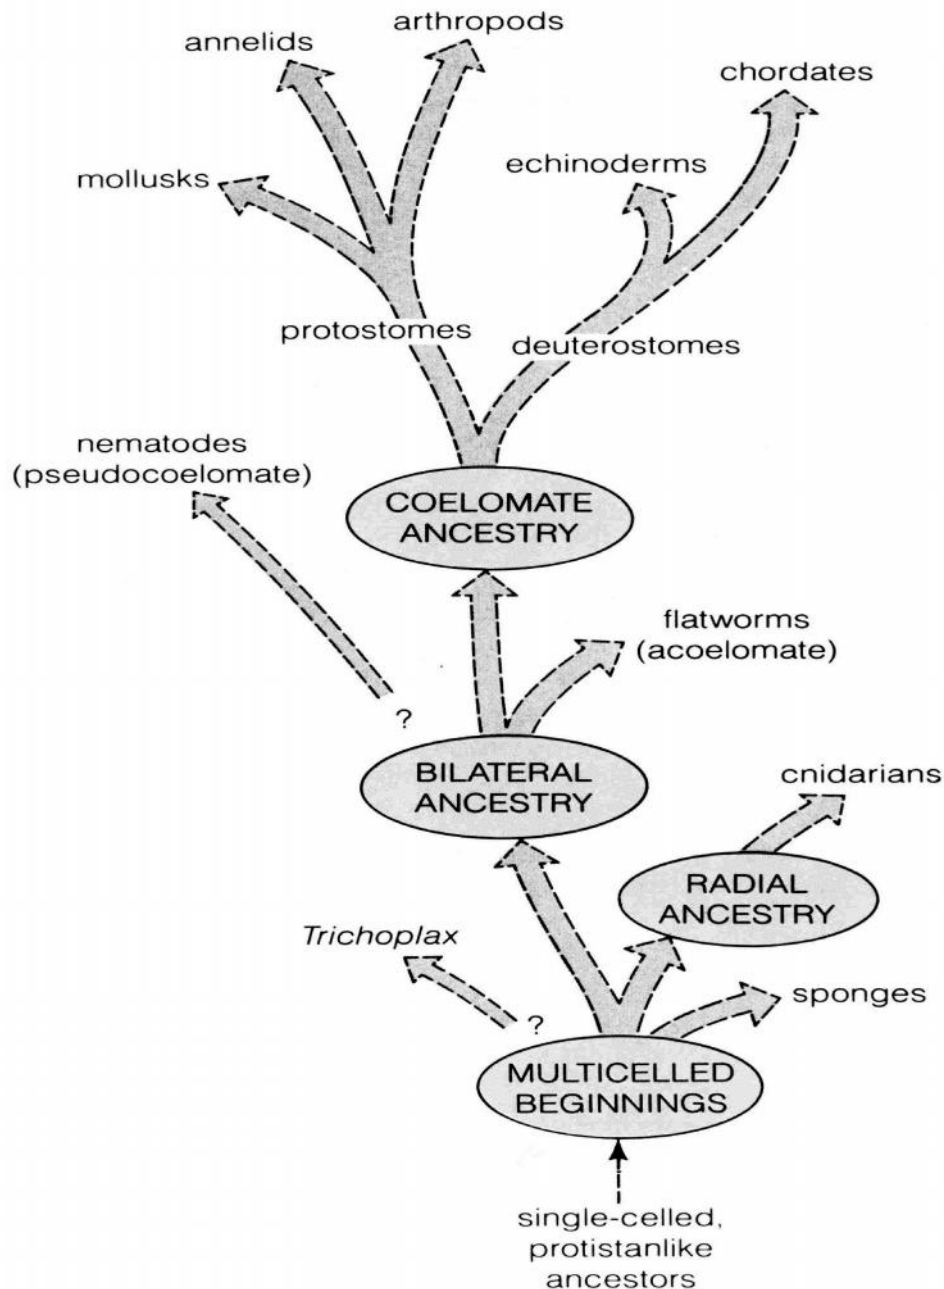 annelids
arthropods
chordates
mollusks
echinoderms
protostomes
deuterostomes
nematodes
(pseudocoelomate)
COELOMATE
ANCESTRY
flatworms
(acoelomate)
?
BILATERAL
ANCESTRY
cnidarians
RADIAL
ANCESTRY
Trichoplax
sponges
?
MULTICELLED
BEGINNINGS
single-celled,
protistanlike
ancestors